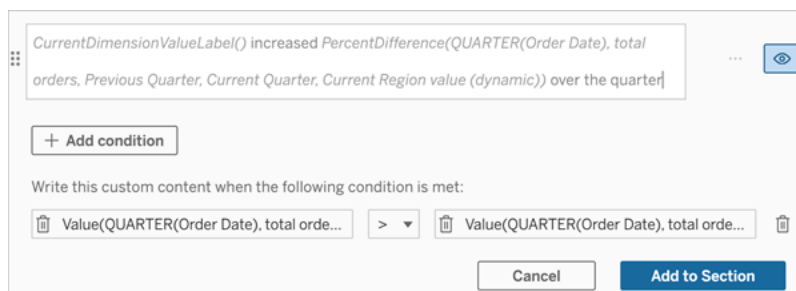 CurrentDimensionValueLabel() increased PercentDifference(QUARTER(Order Date), total
orders, Previous Quarter, Current Quarter, Current Region value (dynamic)) over the quarter
+ Add condition
Write this custom content when the following condition is met:
Value(QUARTER(Order Date), total orde... > Value(QUARTER(Order Date), total orde...
Cancel Add to Section